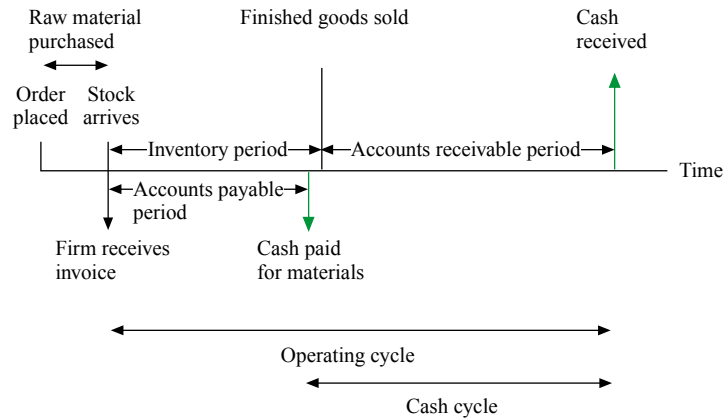 Raw material
purchased
Finished goods sold
Cash
received
Order
placed
Stock
arrives
Inventory period
Accounts receivable period
Time
Accounts payable
period
Firm receives
invoice
Cash paid
for materials
Operating cycle
Cash cycle